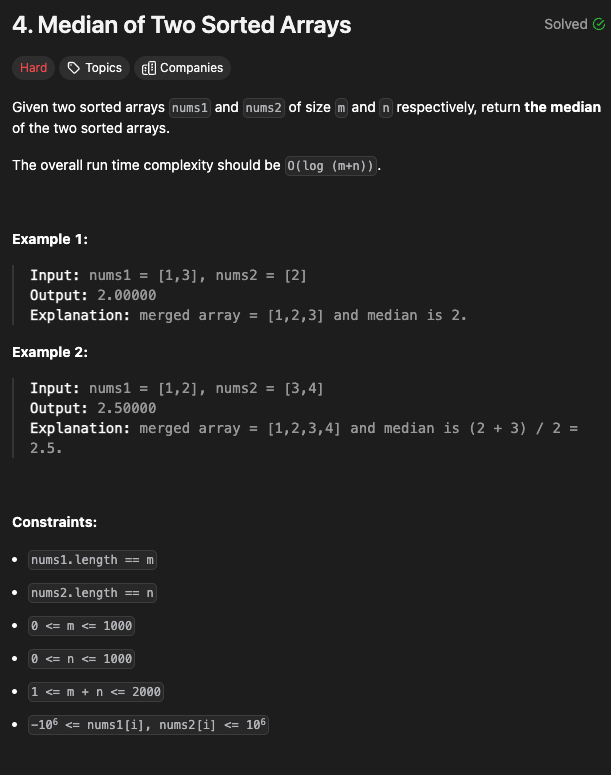 4. Median of Two Sorted Arrays
Solved
Hard Topics Companies
Given two sorted arrays nums1 and nums2 of size m and n respectively, return the median
of the two sorted arrays.
The overall run time complexity should be O(log (m+n)).
Example 1:
Input: nums1 = [1,3], nums2 = [2]
Output: 2.00000
Explanation: merged array = [1,2,3] and median is 2.
Example 2:
Input: nums1 = [1,2], nums2 = [3,4]
Output: 2.50000
Explanation: merged array = [1,2,3,4] and median is (2 + 3) / 2 =
2.5.
Constraints:
• nums1.length == m
• nums2.length == n
• 0 <= m <= 1000
• 0 <= n <= 1000
• 1 <= m + n <= 2000
• -10⁶ <= nums1[i], nums2[i] <= 10⁶